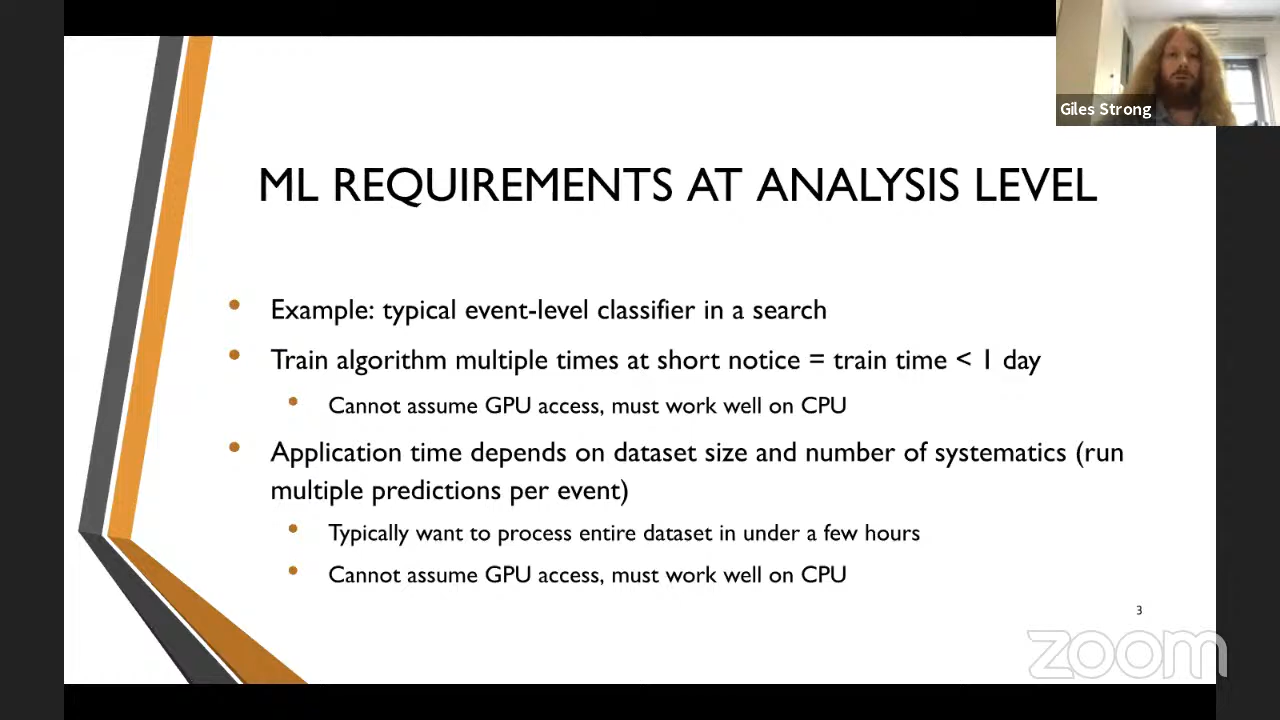 Giles Strong
ML REQUIREMENTS AT ANALYSIS LEVEL
• Example: typical event-level classifier in a search
• Train algorithm multiple times at short notice = train time < 1 day
• Cannot assume GPU access, must work well on CPU
• Application time depends on dataset size and number of systematics (run
multiple predictions per event)
• Typically want to process entire dataset in under a few hours
• Cannot assume GPU access, must work well on CPU
3
zoom